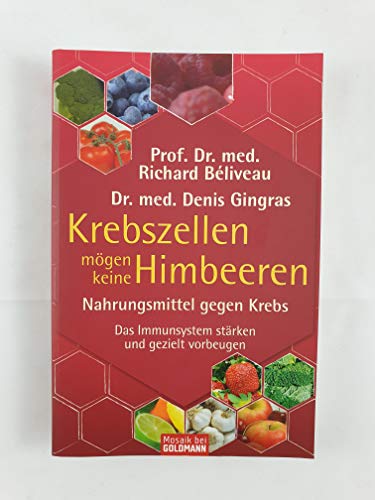 Prof. Dr. med.
Richard Béliveau
Dr. med. Denis Gingras
Krebszellen
mögen
keine Himbeeren
Nahrungsmittel gegen Krebs
Das Immunsystem stärken
und gezielt vorbeugen
Mosaik bei
GOLDMANN